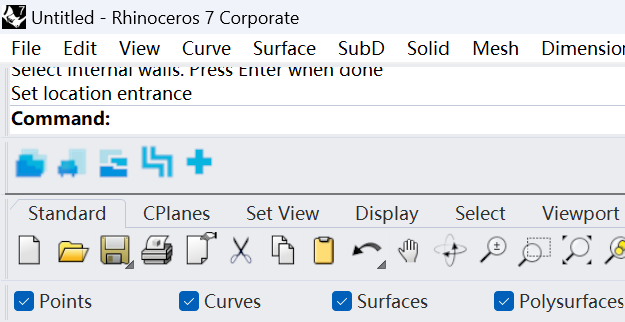 Untitled - Rhinoceros 7 Corporate
File Edit View Curve Surface SubD Solid Mesh Dimension
Select internal walls. Press Enter when done
Set location entrance
Command:
Standard CPlanes Set View Display Select Viewport
Points Curves Surfaces Polysurfaces